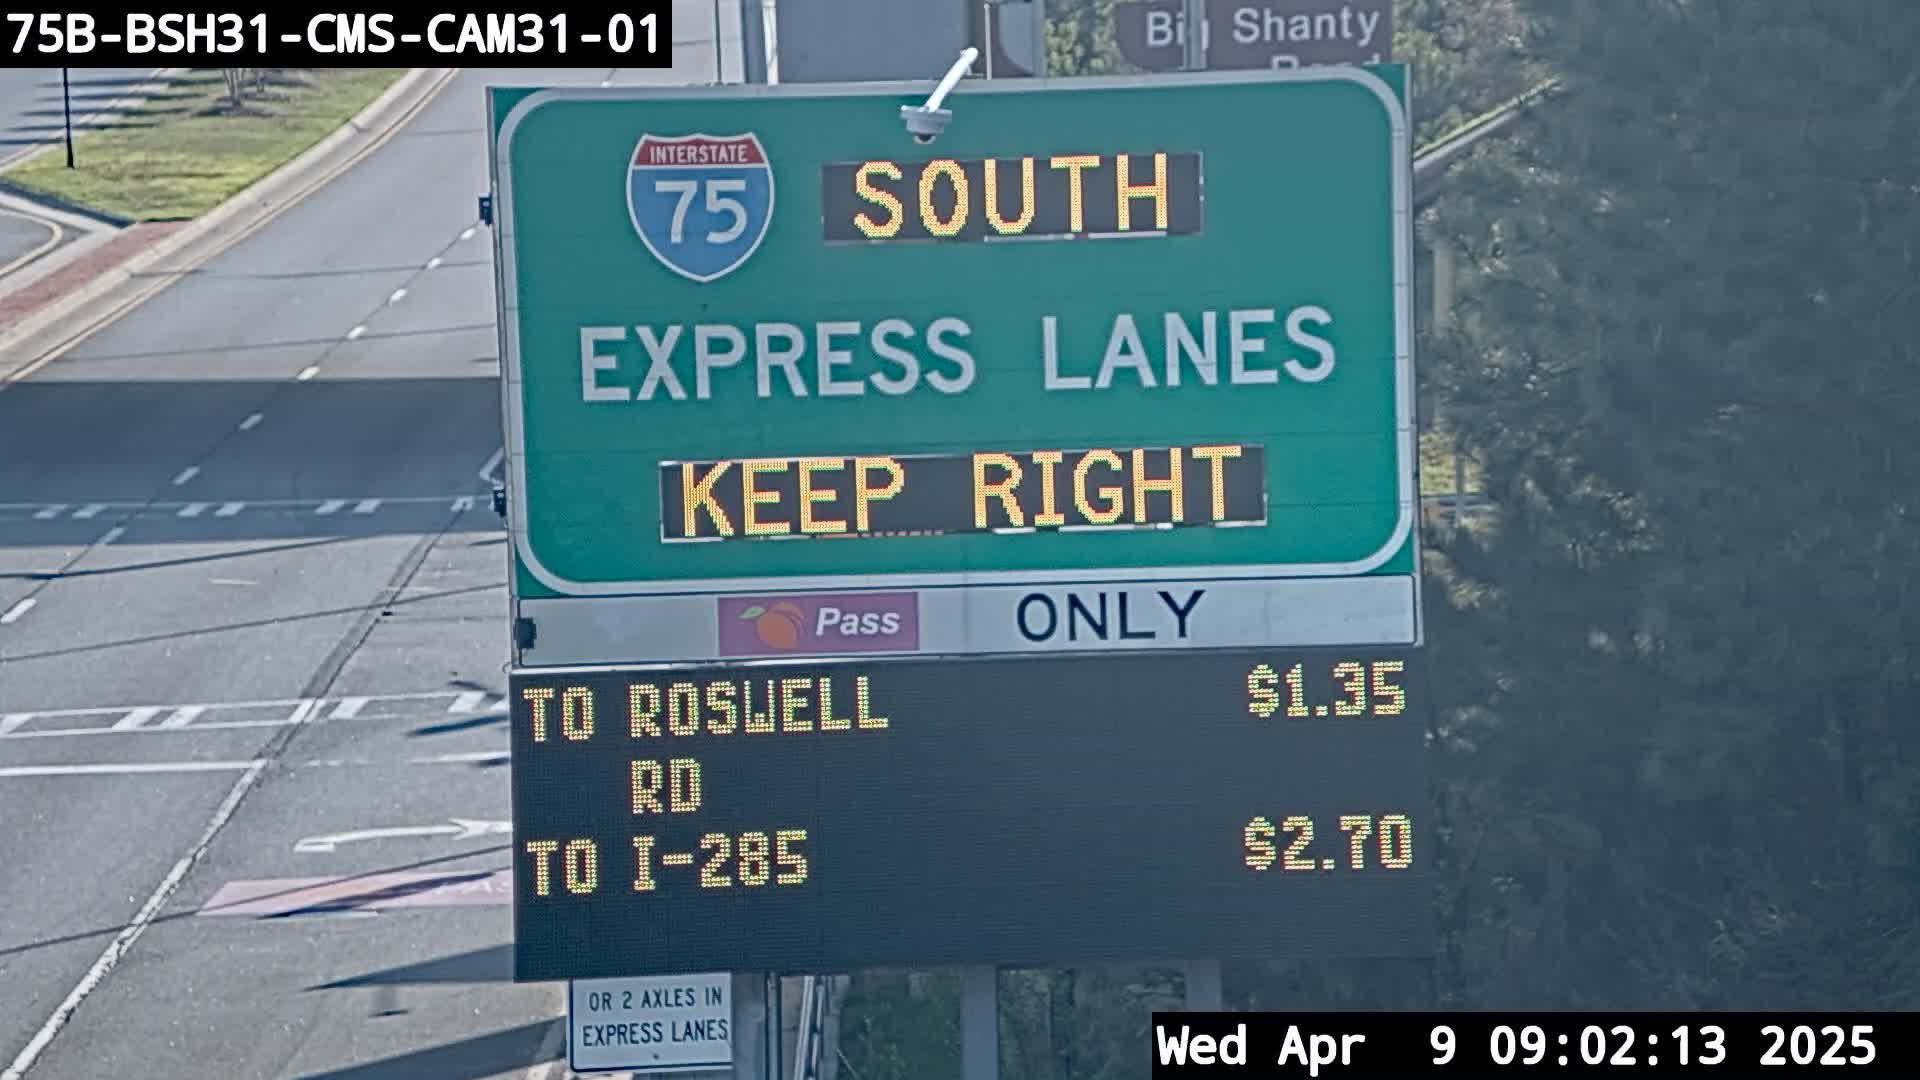 75B-BSH31-CMS-CAM31-01
Big Shanty
Road
INTERSTATE
75
SOUTH
EXPRESS LANES
KEEP RIGHT
Pass ONLY
TO ROSWELL $1.35
RD
TO I-285 $2.70
OR 2 AXLES IN
EXPRESS LANES
Wed Apr 9 09:02:13 2025